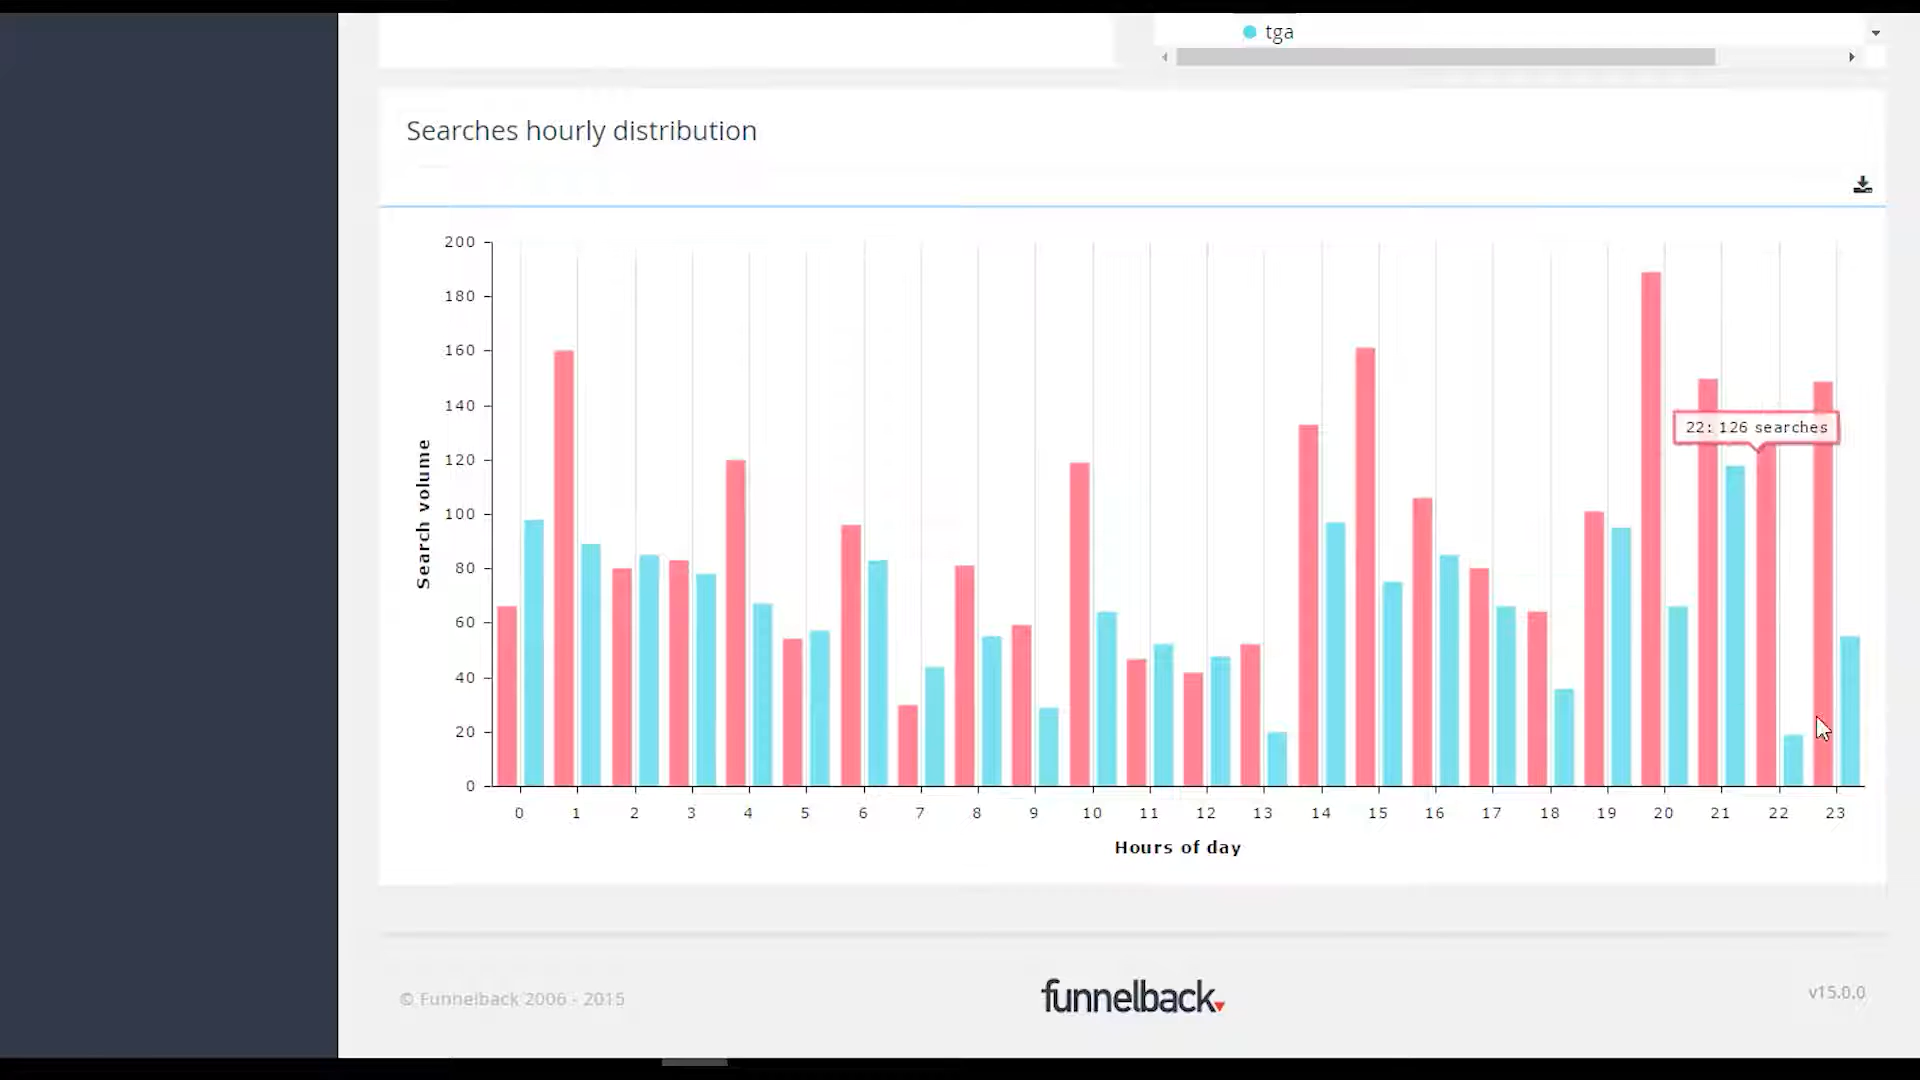 tga
Searches hourly distribution
200
180
160
140
120
100
80
60
40
20
0
Search volume
22: 126 searches
0 1 2 3 4 5 6 7 8 9 10 11 12 13 14 15 16 17 18 19 20 21 22 23
Hours of day
© Funnelback 2006 - 2015
funnelback
v15.0.0